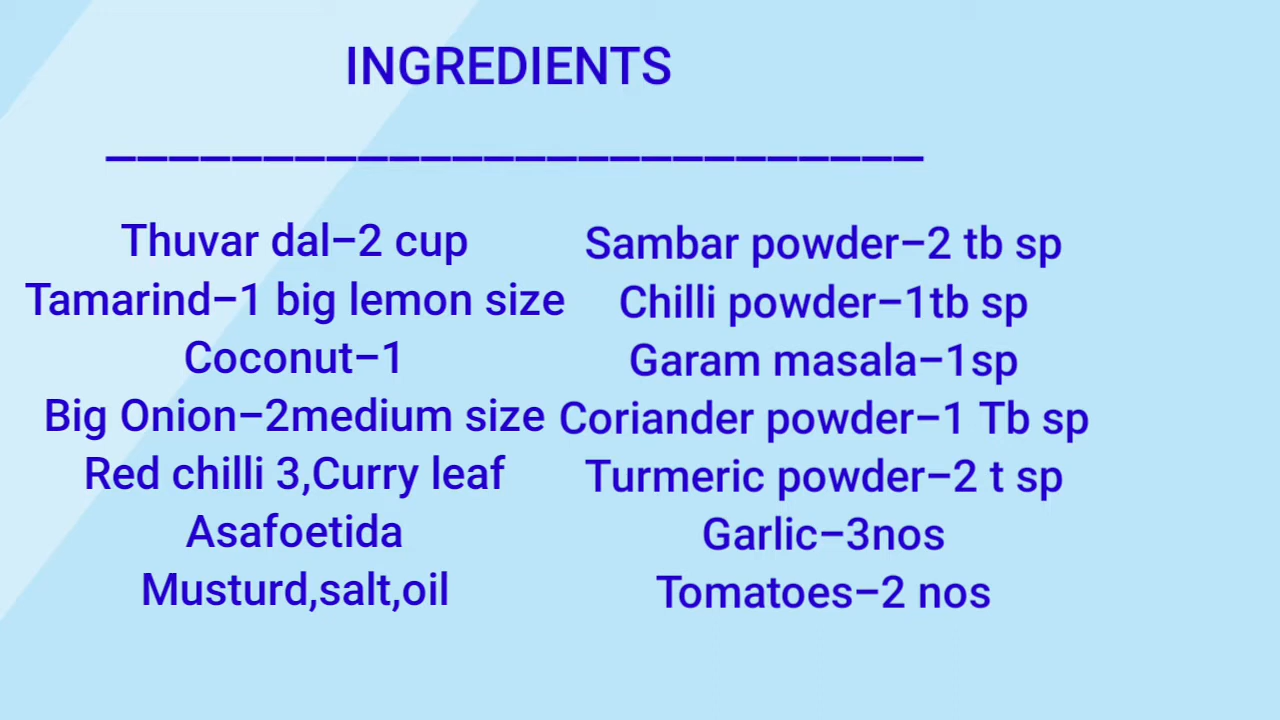 INGREDIENTS
__________________________
Thuvar dal–2 cup
Tamarind–1 big lemon size
Coconut–1
Big Onion–2medium size
Red chilli 3,Curry leaf
Asafoetida
Musturd,salt,oil
Sambar powder–2 tb sp
Chilli powder–1tb sp
Garam masala–1sp
Coriander powder–1 Tb sp
Turmeric powder–2 t sp
Garlic–3nos
Tomatoes–2 nos